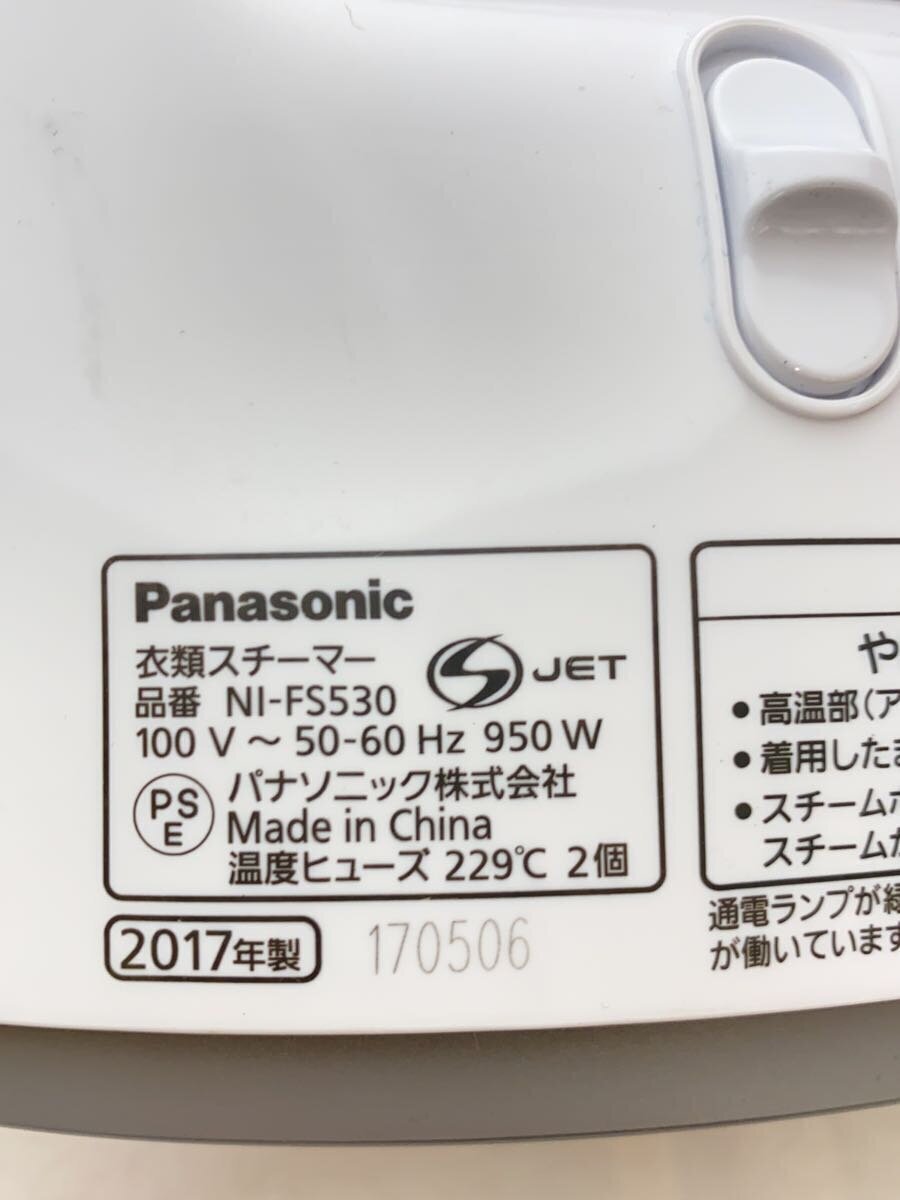 Panasonic
衣類スチーマー
S JET
品番 NI-FS530
100 V ～ 50-60 Hz 950 W
PS
E
パナソニック株式会社
Made in China
温度ヒューズ 229℃ 2個
2017年製
170506
や
• 高温部(ア
• 着用したま
• スチーム
スチームか
通電ランプが緑
が働いています